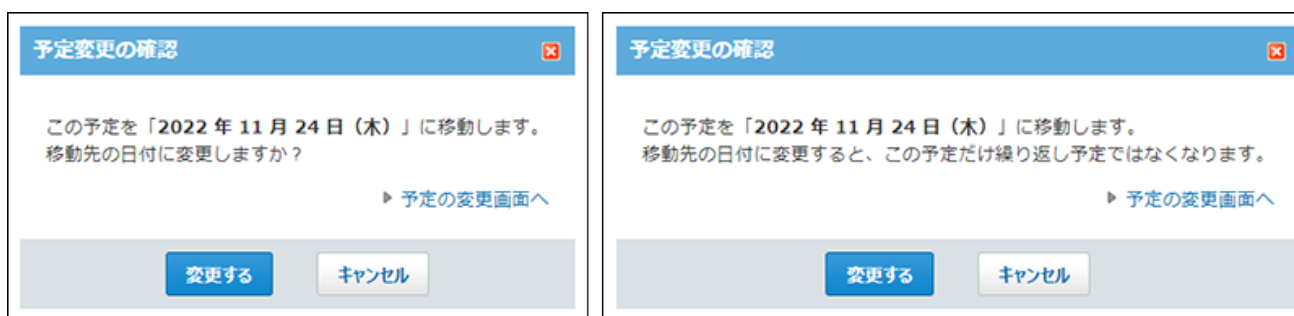 予定変更の確認
この予定を「2022 年 11 月 24 日（木）」に移動します。
移動先の日付に変更しますか？
予定の変更画面へ
変更する
キャンセル
予定変更の確認
この予定を「2022 年 11 月 24 日（木）」に移動します。
移動先の日付に変更すると、この予定だけ繰り返し予定ではなくなります。
予定の変更画面へ
変更する
キャンセル